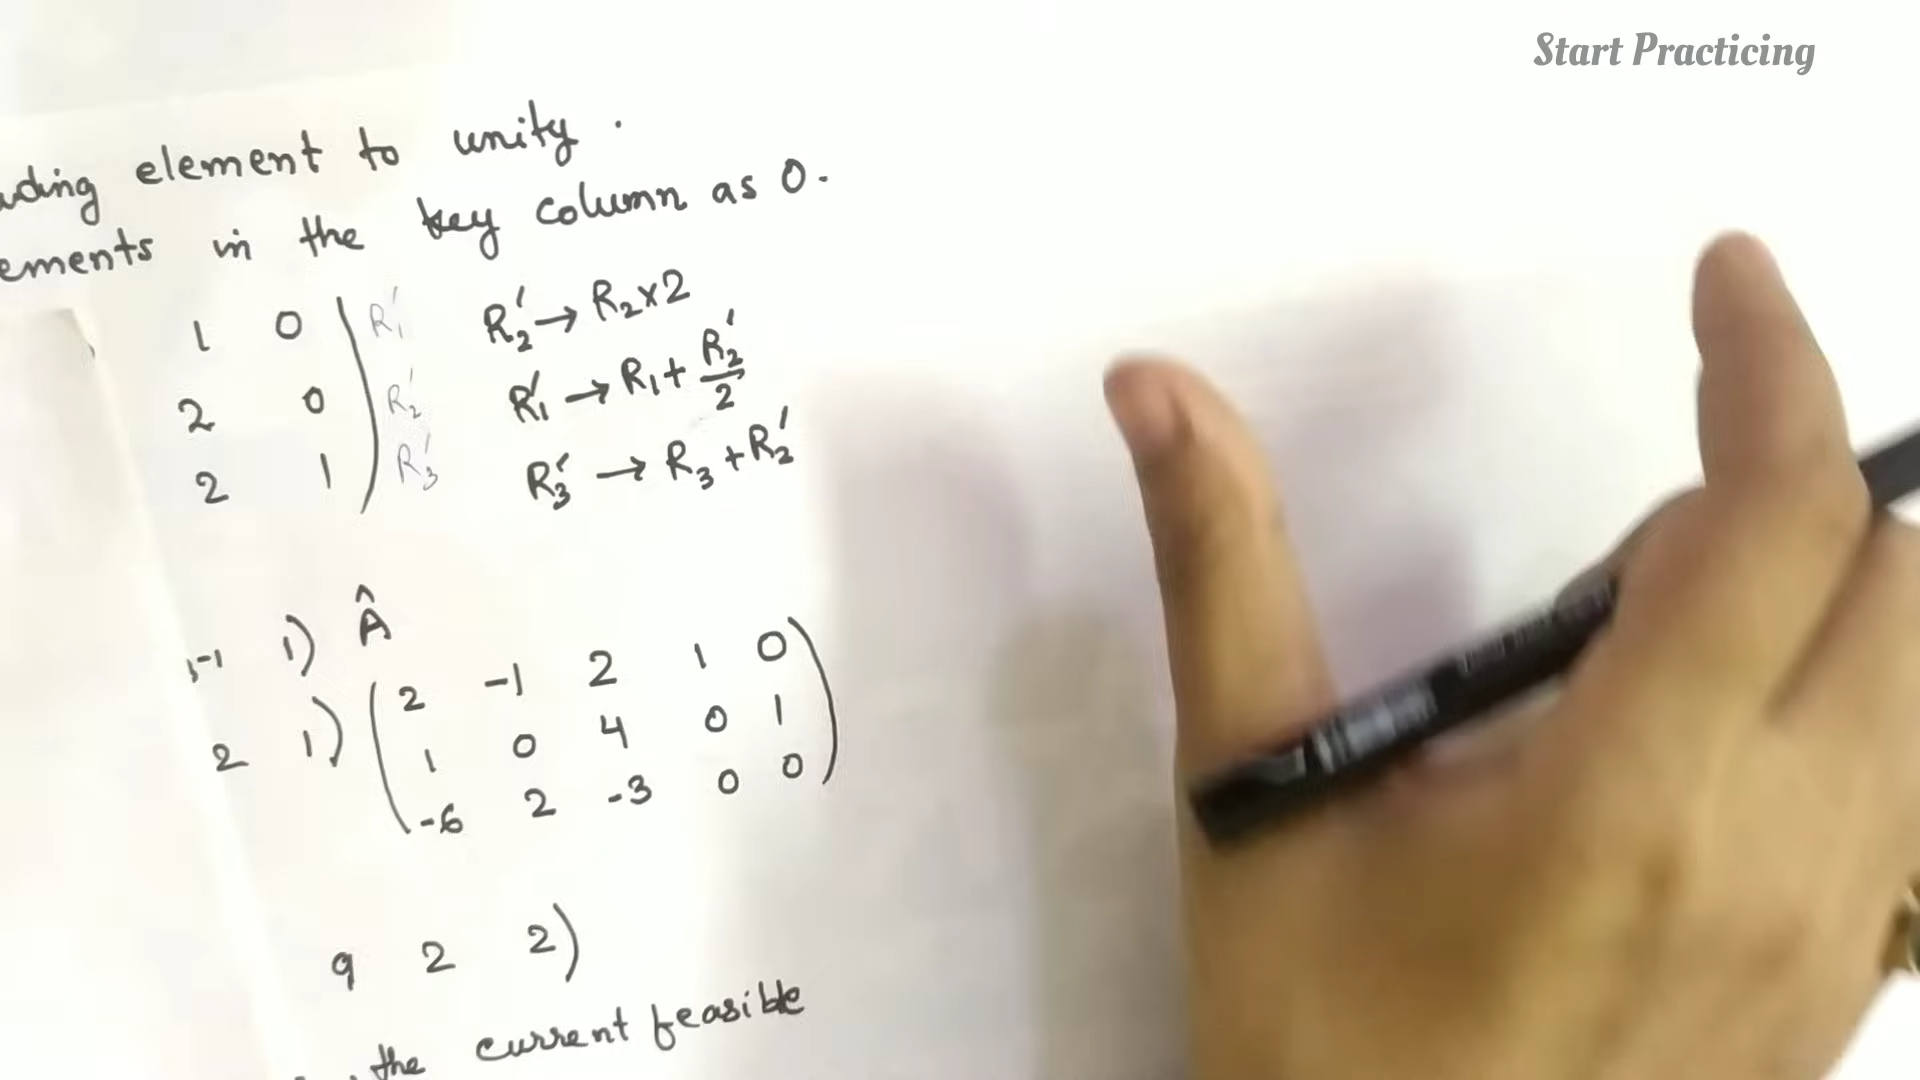 Start Practicing
element to unity .
in the key column as 0.
1 0 R₁′ R₂′ → R₂×2
2 0 R₂′ R₁′ → R₁ + R₂′/2
2 1 R₃′ R₃′ → R₃ + R₂′
-1 1) Â
2 1) ( 2 -1 2 1 0
1 0 4 0 1
-6 2 -3 0 0 )
9 2 2)
the current feasible